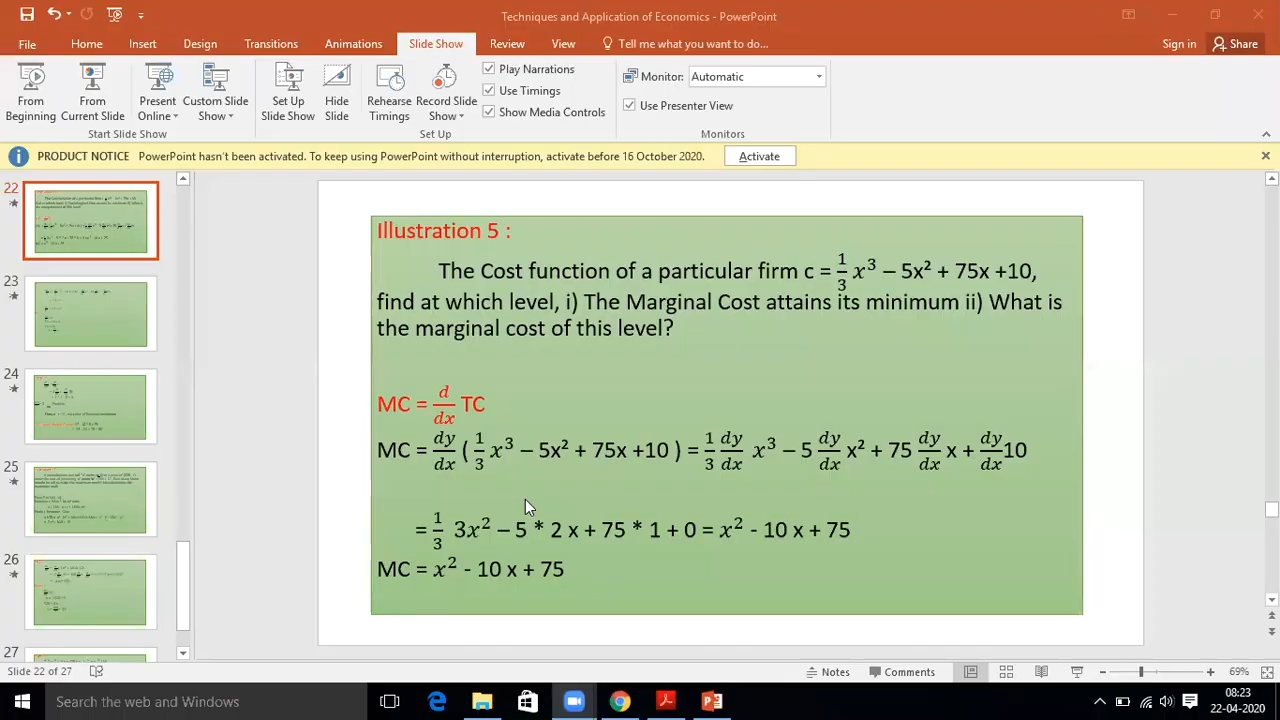 Techniques and Application of Economics - PowerPoint
File Home Insert Design Transitions Animations Slide Show Review View Tell me what you want to do... Sign in Share
From Beginning
From Current Slide
Present Online
Custom Slide Show
Set Up Slide Show
Hide Slide
Rehearse Timings
Record Slide Show
Play Narrations
Use Timings
Show Media Controls
Monitor: Automatic
Use Presenter View
Start Slide Show Set Up Monitors
PRODUCT NOTICE PowerPoint hasn't been activated. To keep using PowerPoint without interruption, activate before 16 October 2020. Activate
22
23
24
25
26
27
Illustration 5 :
The Cost function of a particular firm c = 1/3 x³ – 5x² + 75x +10,
find at which level, i) The Marginal Cost attains its minimum ii) What is
the marginal cost of this level?
MC = d/dx TC
MC = dy/dx ( 1/3 x³ – 5x² + 75x +10 ) = 1/3 dy/dx x³ – 5 dy/dx x² + 75 dy/dx x + dy/dx 10
= 1/3 3x² – 5 * 2 x + 75 * 1 + 0 = x² - 10 x + 75
MC = x² - 10 x + 75
Slide 22 of 27 Notes Comments 69%
Search the web and Windows
08:23
22-04-2020